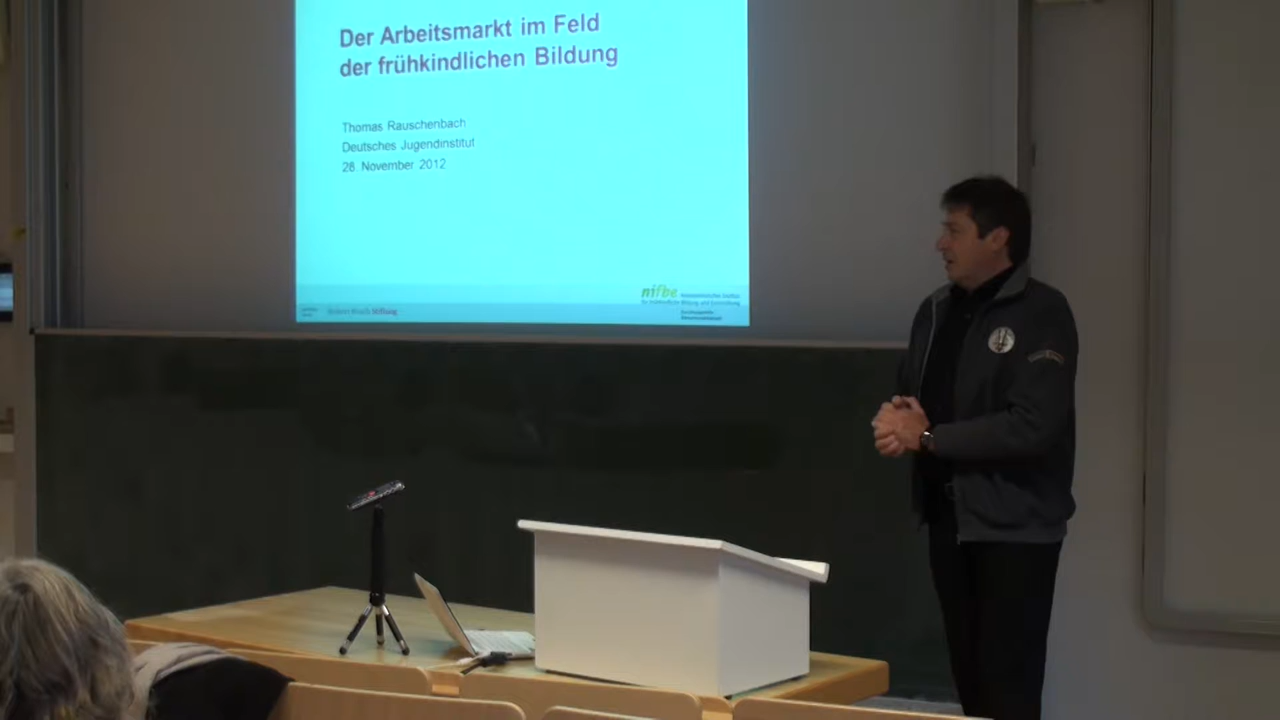 Der Arbeitsmarkt im Feld
der frühkindlichen Bildung
Thomas Rauschenbach
Deutsches Jugendinstitut
28. November 2012
nifbe
Robert Bosch Stiftung